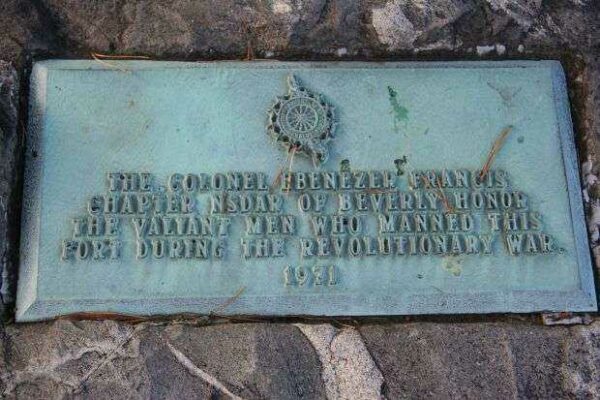 THE COLONEL EBENEZER FRANCIS
CHAPTER NSDAR OF BEVERLY HONOR
THE VALIANT MEN WHO MANNED THIS
FORT DURING THE REVOLUTIONARY WAR.
1971